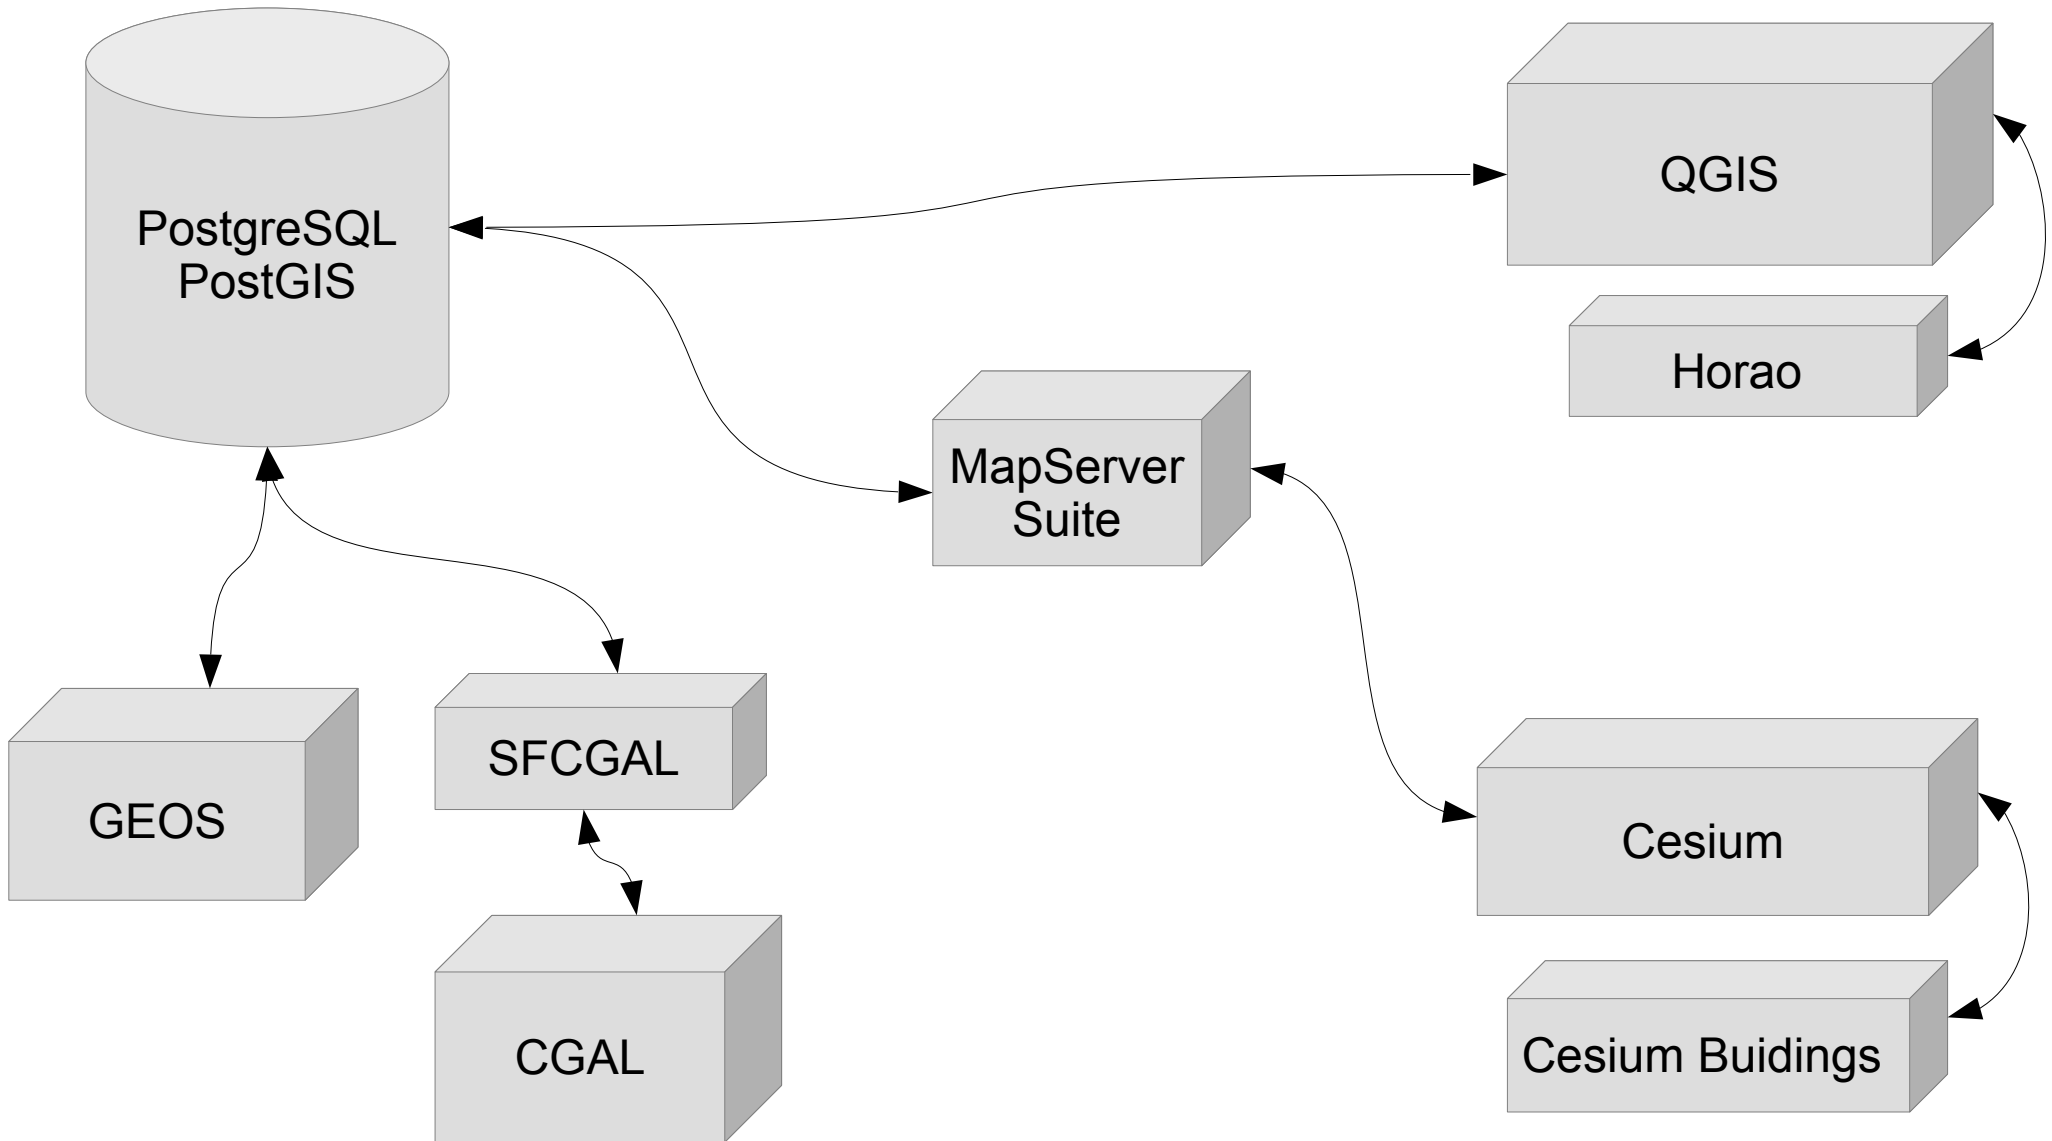 PostgreSQL
PostGIS
QGIS
Horao
MapServer
Suite
SFCGAL
GEOS
Cesium
CGAL
Cesium Buidings